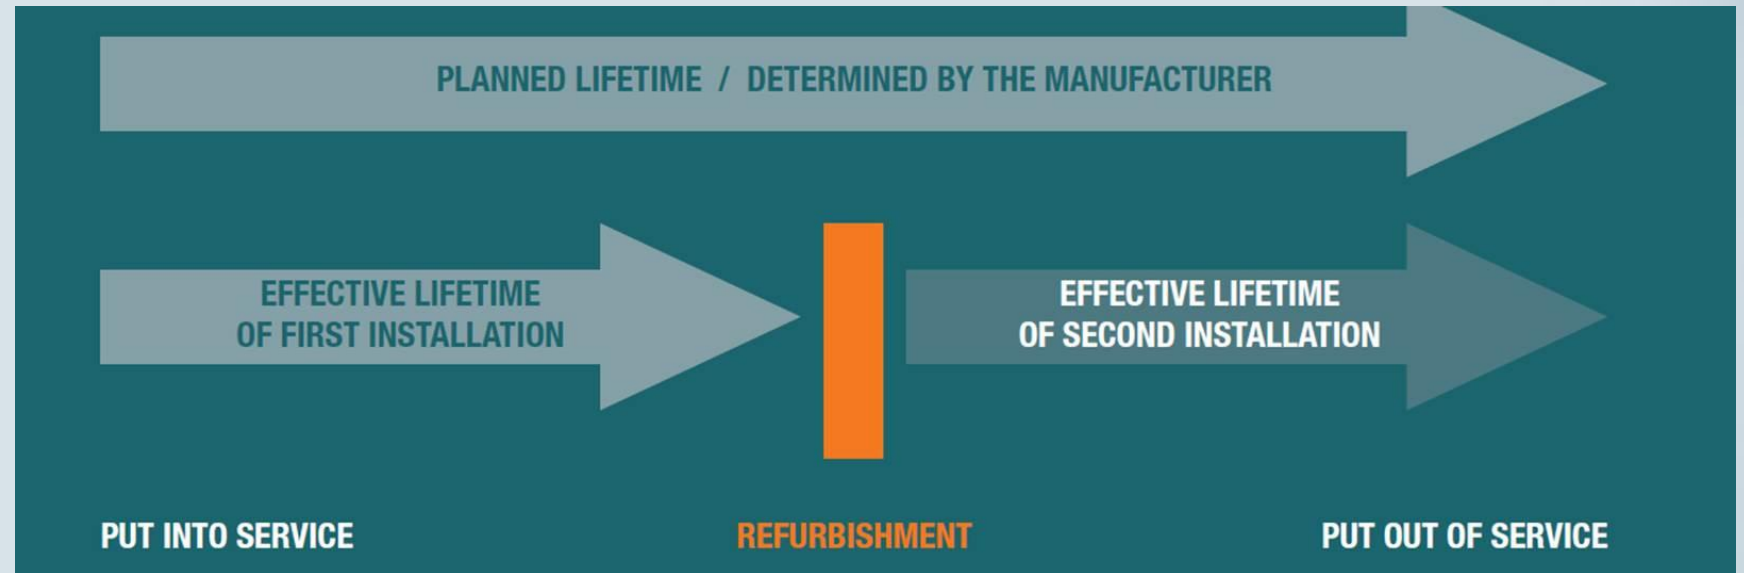 PLANNED LIFETIME / DETERMINED BY THE MANUFACTURER
EFFECTIVE LIFETIME
OF FIRST INSTALLATION
EFFECTIVE LIFETIME
OF SECOND INSTALLATION
PUT INTO SERVICE
REFURBISHMENT
PUT OUT OF SERVICE